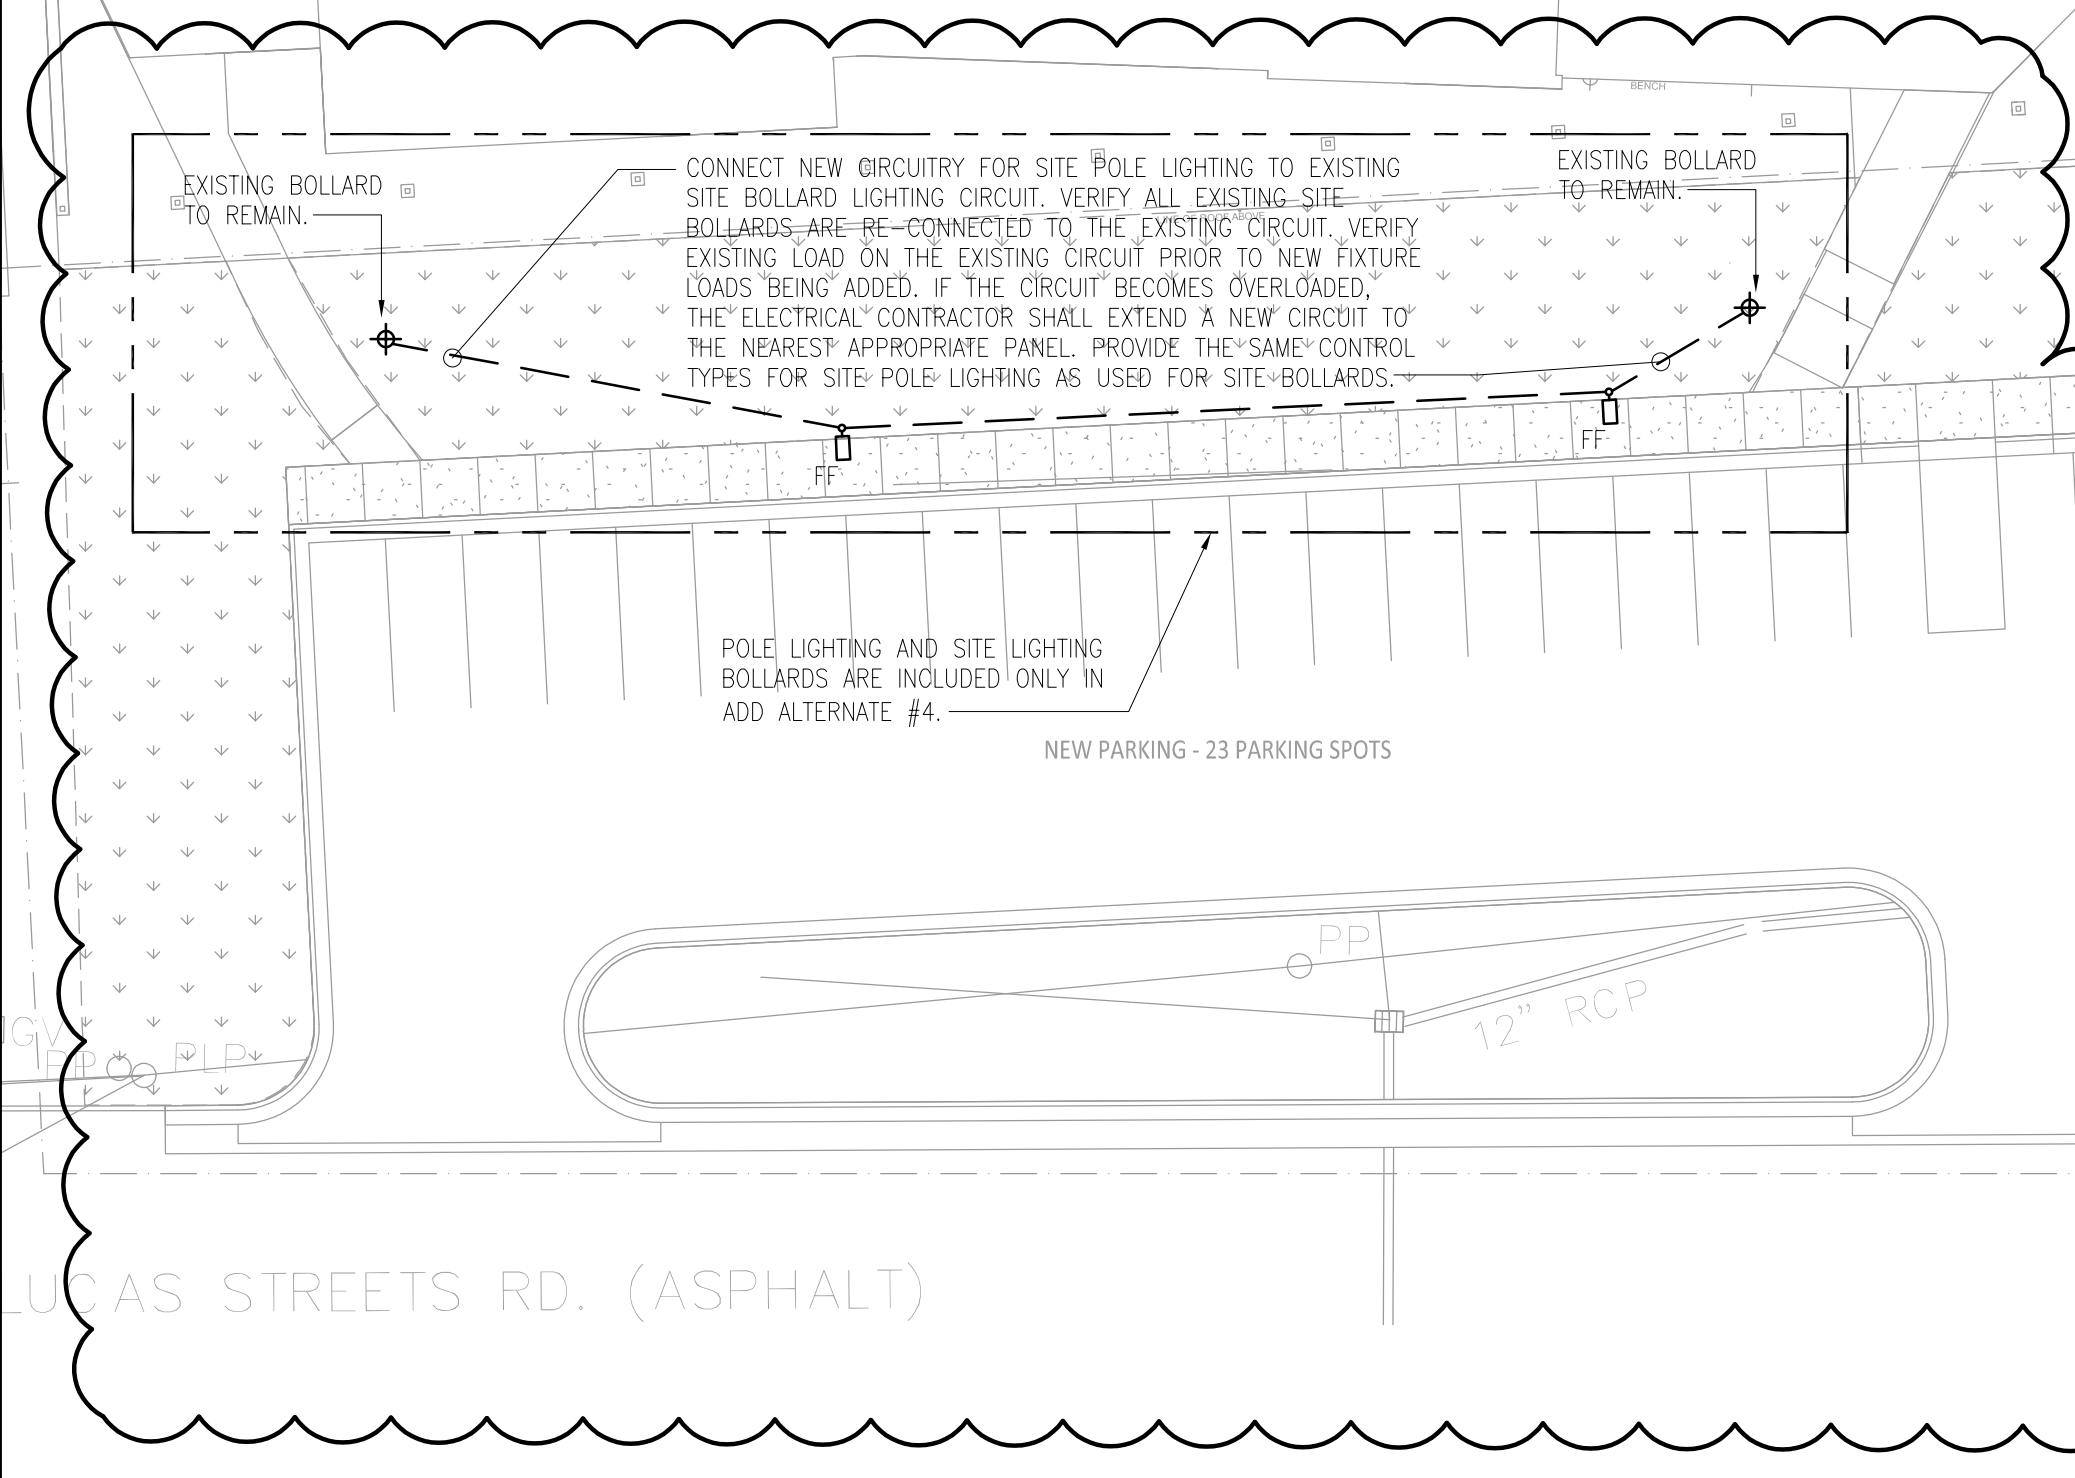 BENCH
EXISTING BOLLARD
TO REMAIN.
CONNECT NEW CIRCUITRY FOR SITE POLE LIGHTING TO EXISTING
SITE BOLLARD LIGHTING CIRCUIT. VERIFY ALL EXISTING SITE
BOLLARDS ARE RE-CONNECTED TO THE EXISTING CIRCUIT. VERIFY
EXISTING LOAD ON THE EXISTING CIRCUIT PRIOR TO NEW FIXTURE
LOADS BEING ADDED. IF THE CIRCUIT BECOMES OVERLOADED,
THE ELECTRICAL CONTRACTOR SHALL EXTEND A NEW CIRCUIT TO
THE NEAREST APPROPRIATE PANEL. PROVIDE THE SAME CONTROL
TYPES FOR SITE POLE LIGHTING AS USED FOR SITE BOLLARDS.
EXISTING BOLLARD
TO REMAIN.
LINE OF ROOF ABOVE
FF
FF
POLE LIGHTING AND SITE LIGHTING
BOLLARDS ARE INCLUDED ONLY IN
ADD ALTERNATE #4.
NEW PARKING - 23 PARKING SPOTS
PP
12" RCP
PP
PLP
LUCAS STREETS RD. (ASPHALT)